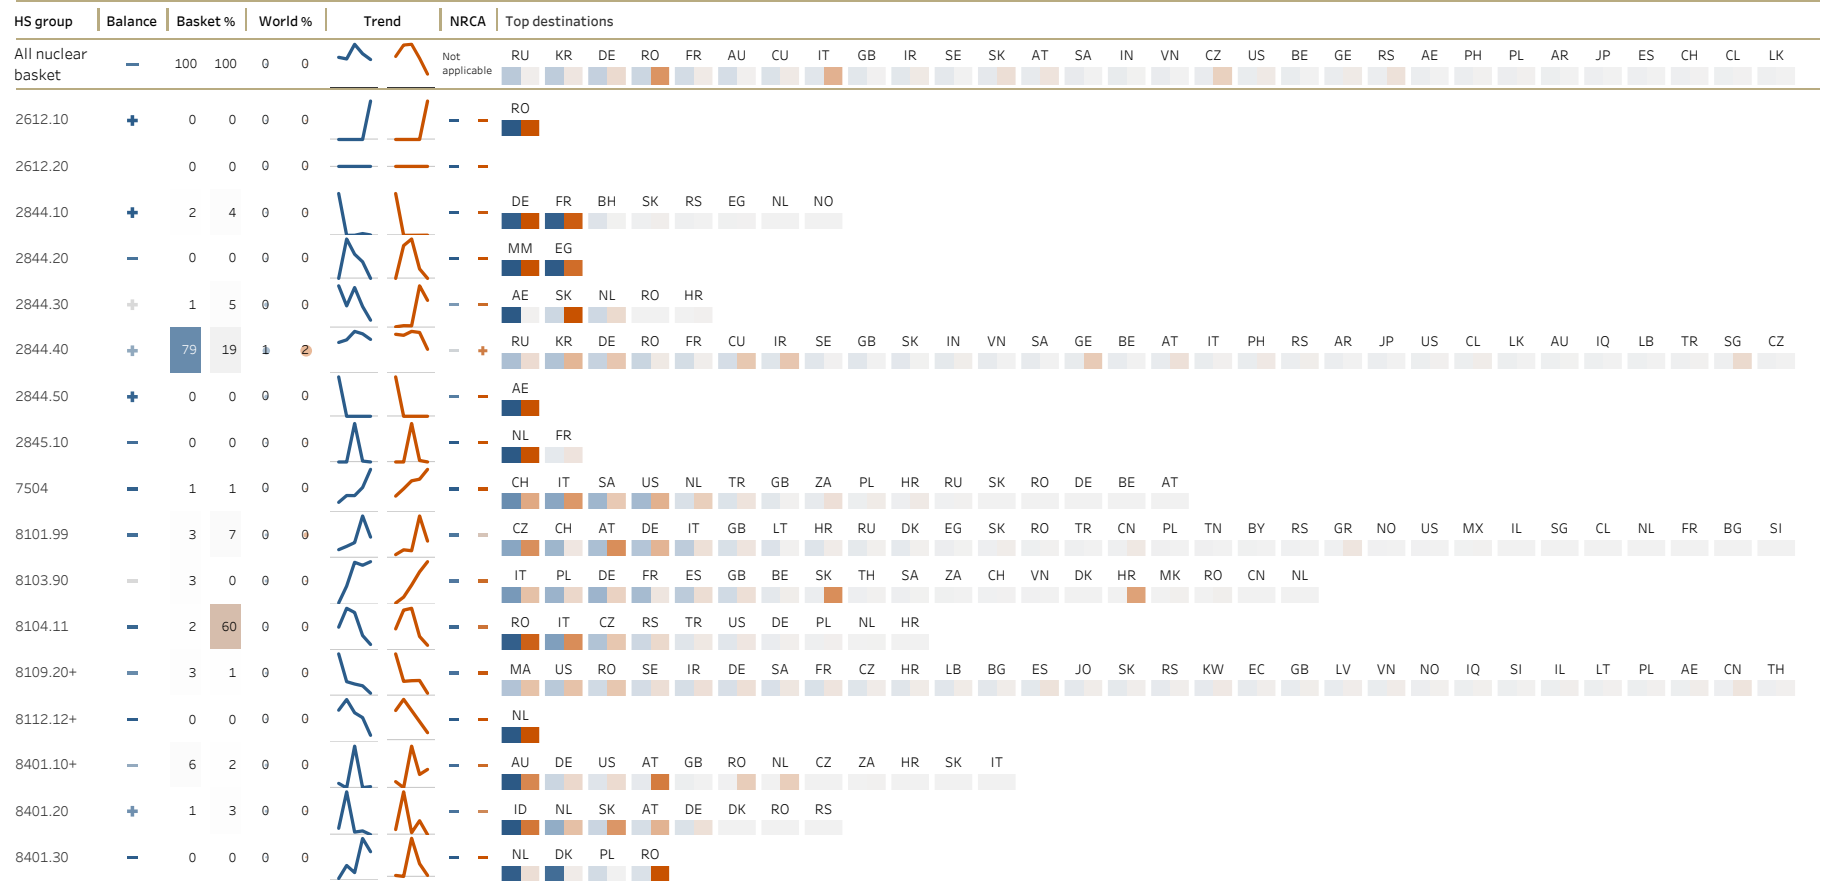 HS group Balance Basket % World % Trend NRCA Top destinations
All nuclear basket 100 100 0 0 Not applicable RU KR DE RO FR AU CU IT GB IR SE SK AT SA IN VN CZ US BE GE RS AE PH PL AR JP ES CH CL LK
2612.10 + 0 0 0 0 RO
2612.20 0 0 0 0
2844.10 + 2 4 0 0 DE FR BH SK RS EG NL NO
2844.20 0 0 0 0 MM EG
2844.30 + 1 5 0 0 AE SK NL RO HR
2844.40 + 79 19 1 2 + RU KR DE RO FR CU IR SE GB SK IN VN SA GE BE AT IT PH RS AR JP US CL LK AU IQ LB TR SG CZ
2844.50 + 0 0 0 0 AE
2845.10 0 0 0 0 NL FR
7504 1 1 0 0 CH IT SA US NL TR GB ZA PL HR RU SK RO DE BE AT
8101.99 3 7 0 0 CZ CH AT DE IT GB LT HR RU DK EG SK RO TR CN PL TN BY RS GR NO US MX IL SG CL NL FR BG SI
8103.90 3 0 0 0 IT PL DE FR ES GB BE SK TH SA ZA CH VN DK HR MK RO CN NL
8104.11 2 60 0 0 RO IT CZ RS TR US DE PL NL HR
8109.20+ 3 1 0 0 MA US RO SE IR DE SA FR CZ HR LB BG ES JO SK RS KW EC GB LV VN NO IQ SI IL LT PL AE CN TH
8112.12+ 0 0 0 0 NL
8401.10+ 6 2 0 0 AU DE US AT GB RO NL CZ ZA HR SK IT
8401.20 + 1 3 0 0 ID NL SK AT DE DK RO RS
8401.30 0 0 0 0 NL DK PL RO